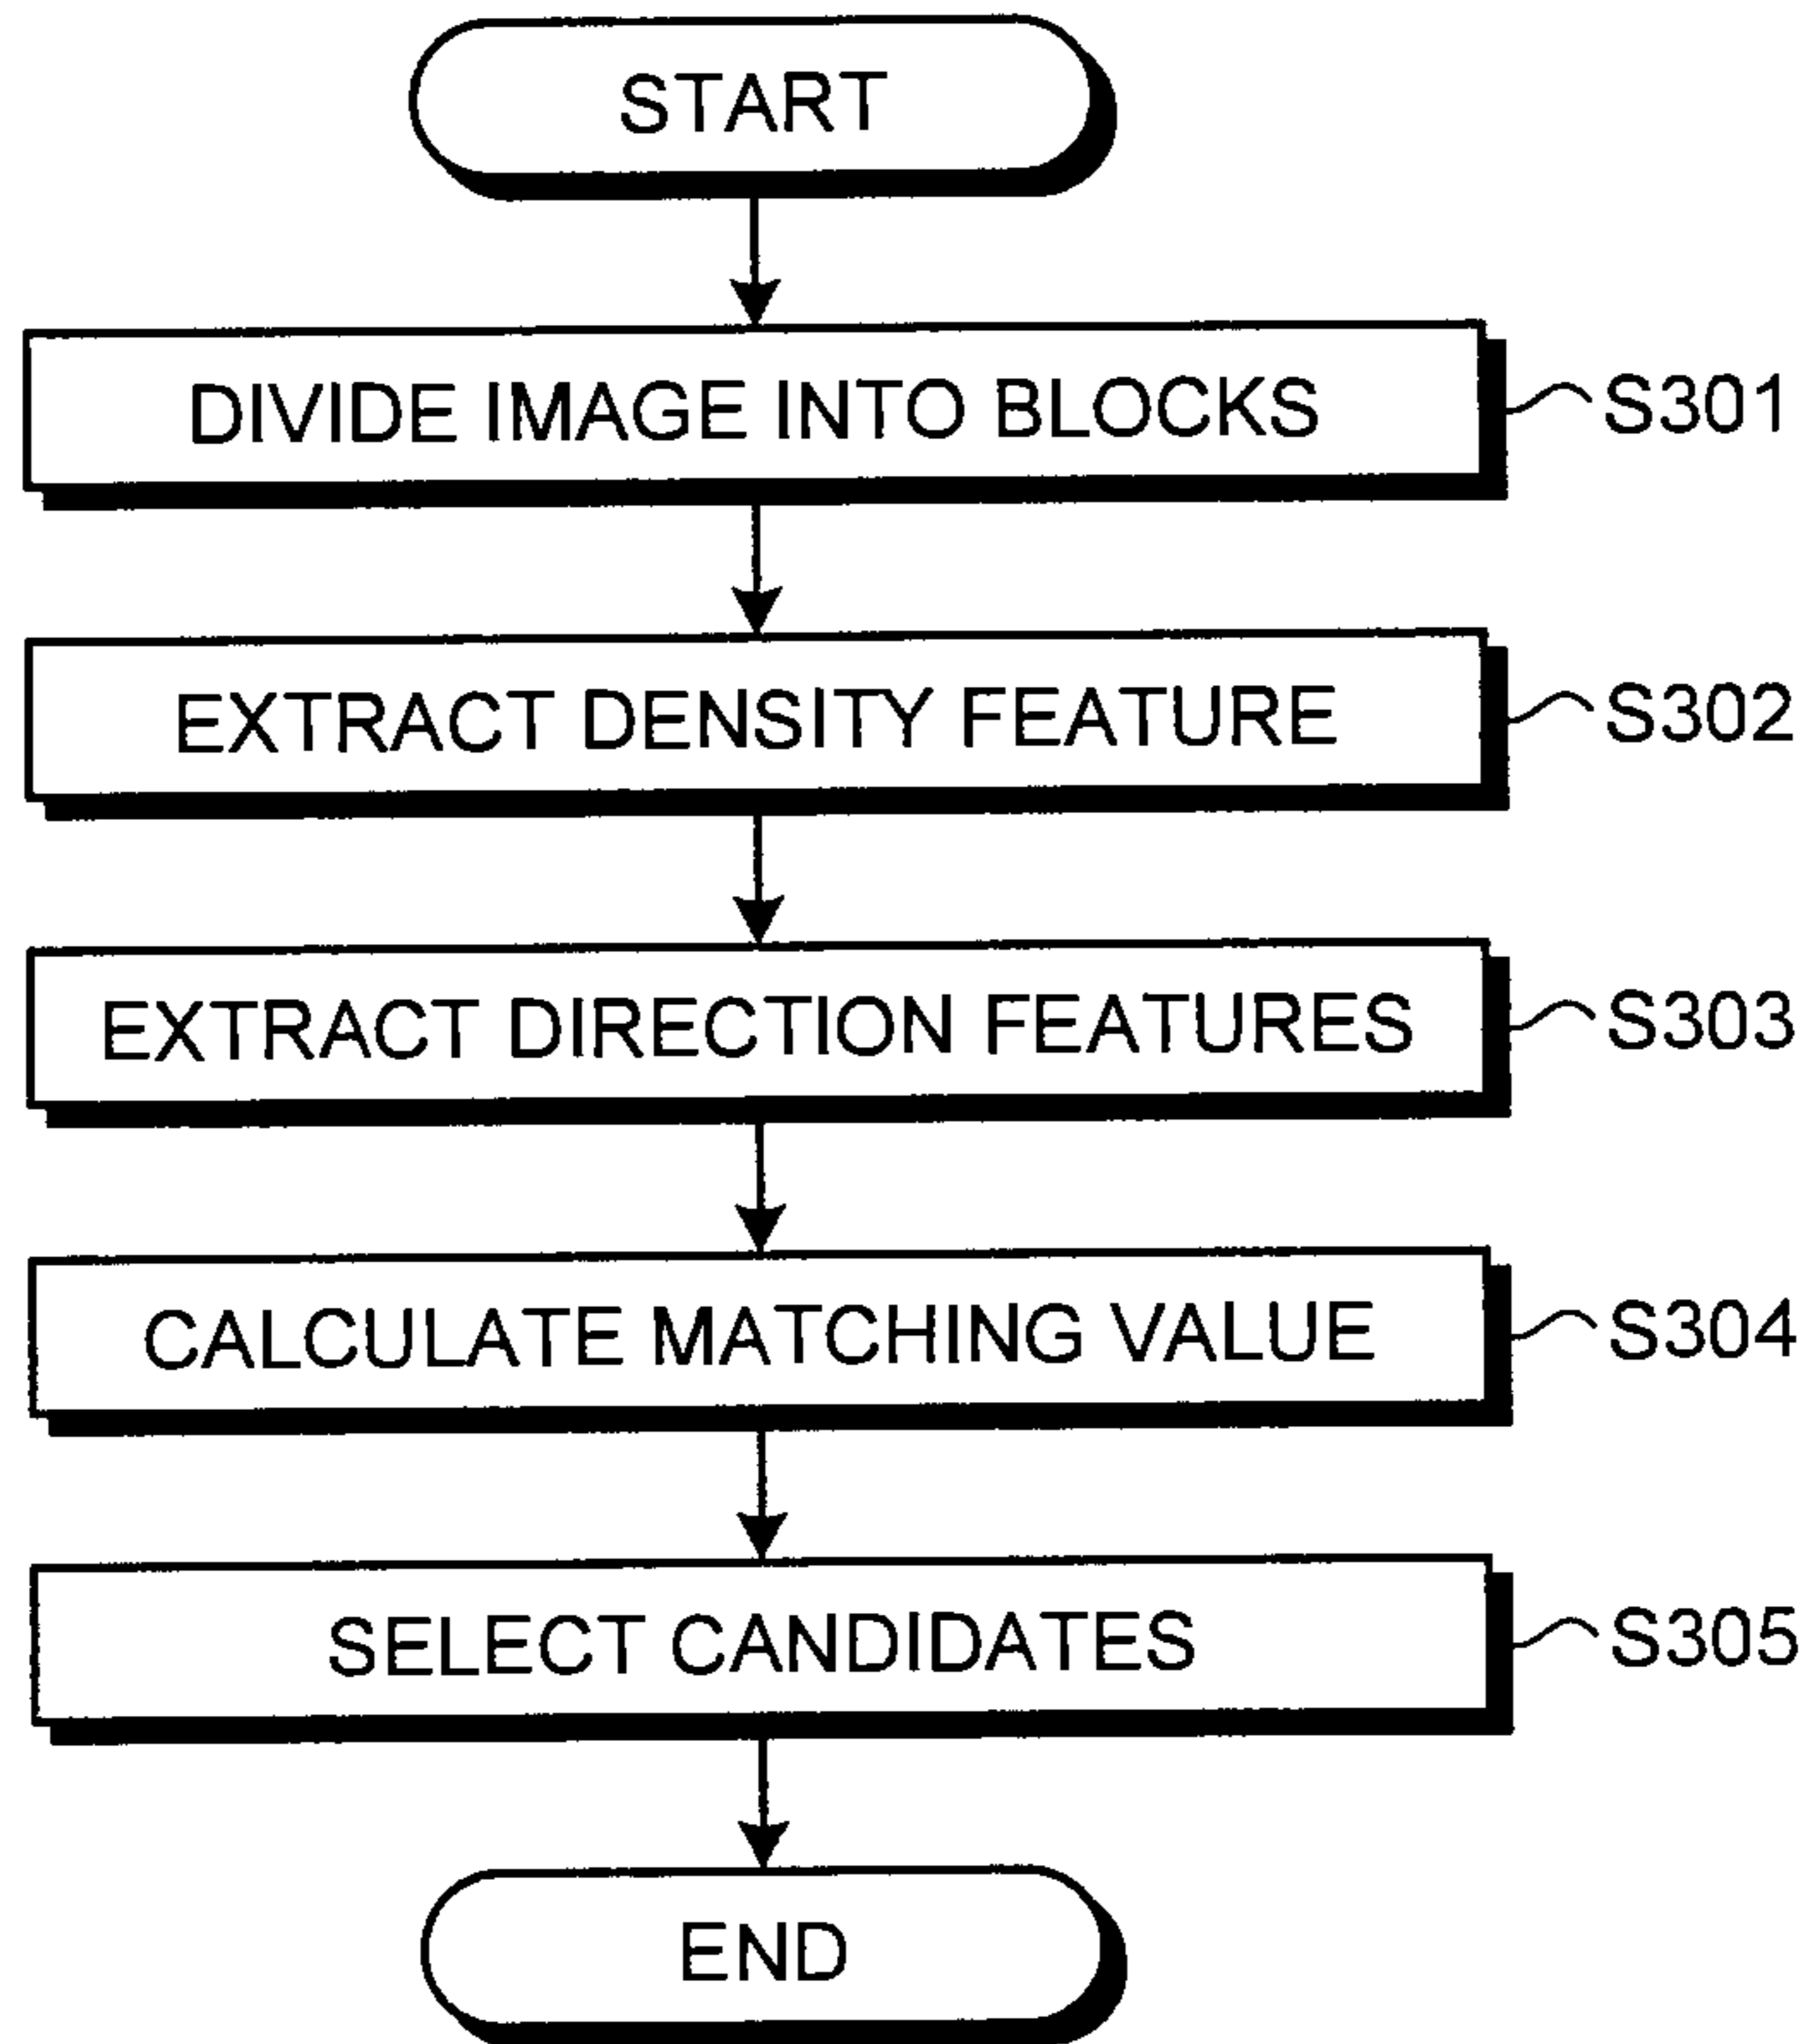 START
DIVIDE IMAGE INTO BLOCKS
S301
EXTRACT DENSITY FEATURE
S302
EXTRACT DIRECTION FEATURES
S303
CALCULATE MATCHING VALUE
S304
SELECT CANDIDATES
S305
END